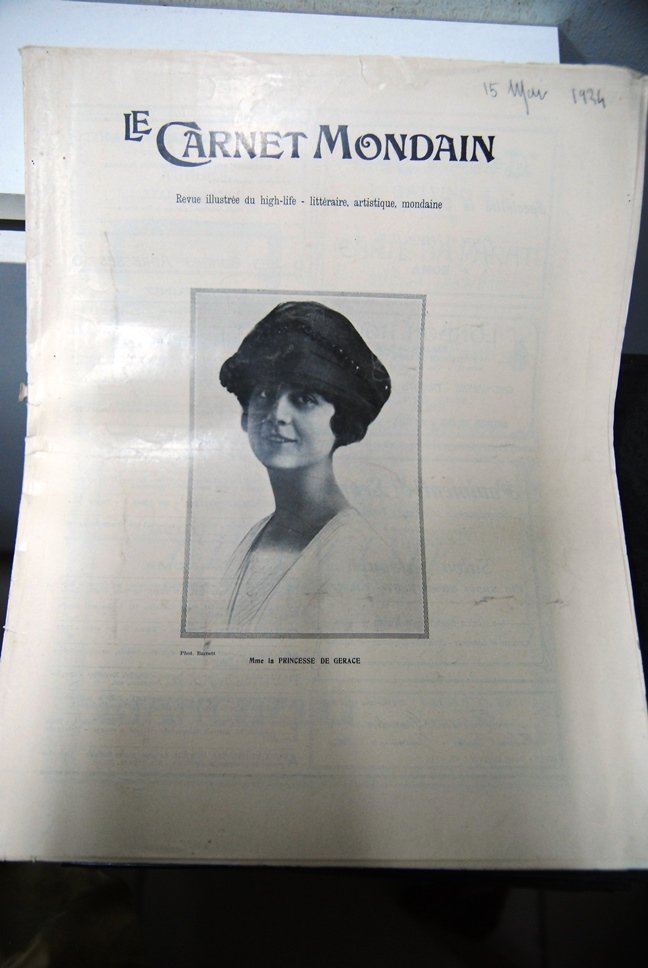 15 Mai 1924
LE CARNET MONDAIN
Revue illustrée du high-life - littéraire, artistique, mondaine
Phot. Barnett
Mme la PRINCESSE DE GERACE